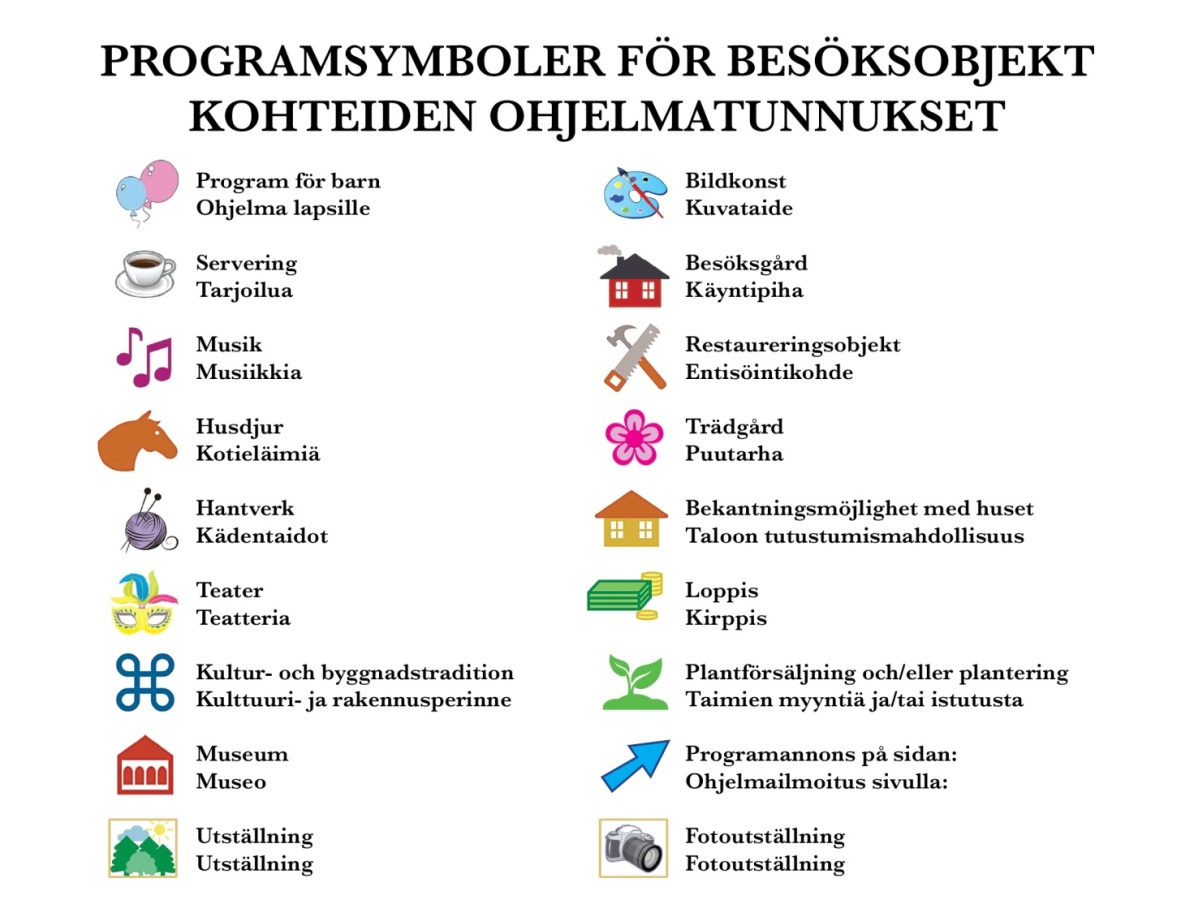 PROGRAMSYMBOLER FÖR BESÖKSOBJEKT
KOHTEIDEN OHJELMATUNNUKSET
Program för barn
Ohjelma lapsille
Servering
Tarjoilua
Musik
Musiikkia
Husdjur
Kotieläimiä
Hantverk
Kädentaidot
Teater
Teatteria
Kultur- och byggnadstradition
Kulttuuri- ja rakennusperinne
Museum
Museo
Utställning
Utställning
Bildkonst
Kuvataide
Besöksgård
Käyntipiha
Restaureringsobjekt
Entisöintikohde
Trädgård
Puutarha
Bekantningsmöjlighet med huset
Taloon tutustumismahdollisuus
Loppis
Kirppis
Plantförsäljning och/eller plantering
Taimien myyntiä ja/tai istutusta
Programannons på sidan:
Ohjelmailmoitus sivulla:
Fotoutställning
Fotoutställning